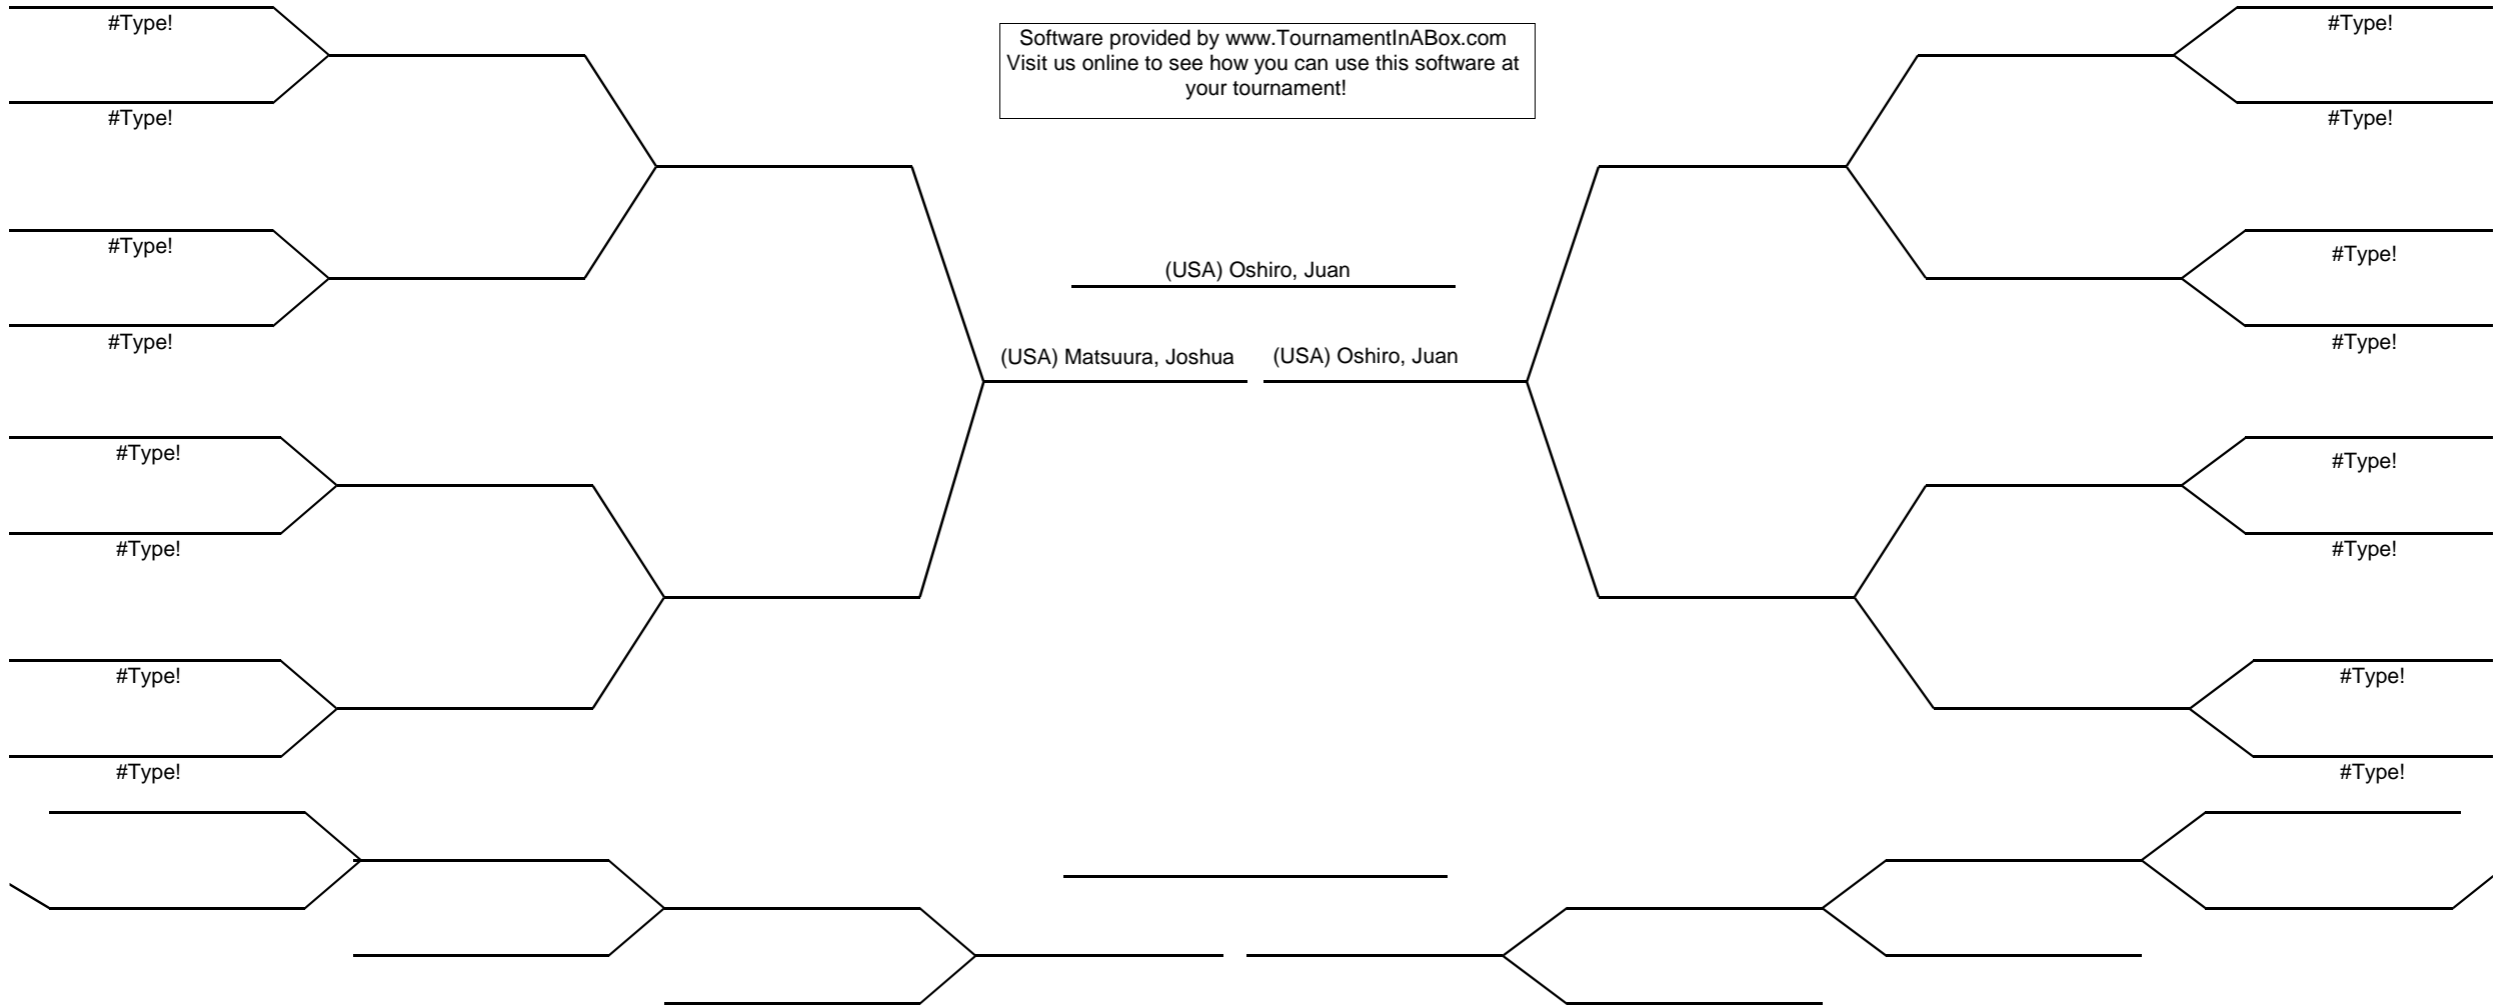 #Type!
#Type!
Software provided by www.TournamentInABox.com
Visit us online to see how you can use this software at
your tournament!
#Type!
#Type!
#Type!
#Type!
(USA) Oshiro, Juan
#Type!
#Type!
(USA) Matsuura, Joshua
(USA) Oshiro, Juan
#Type!
#Type!
#Type!
#Type!
#Type!
#Type!
#Type!
#Type!